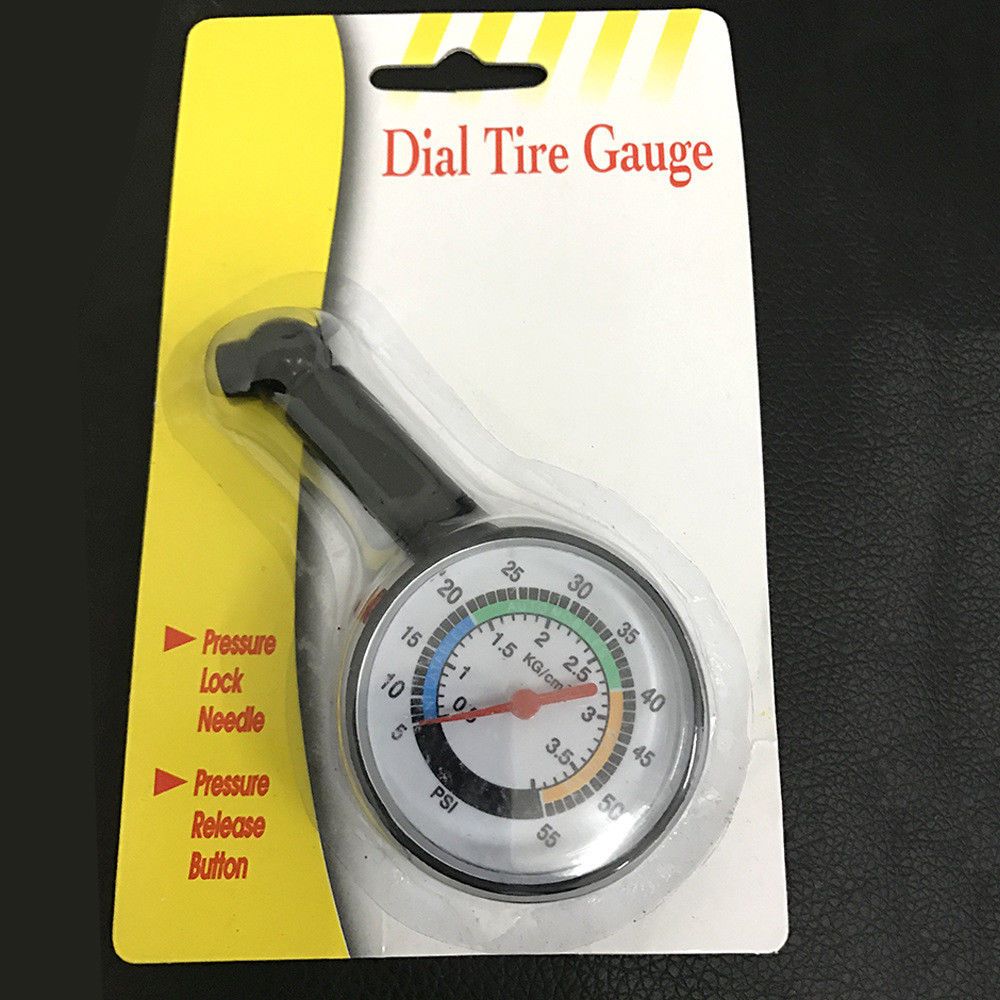 Dial Tire Gauge
Pressure
Lock
Needle
Pressure
Release
Button
5
10
15
20
25
30
35
40
45
50
55
PSI
1
1.5
2
2.5
3
3.5
KG/cm